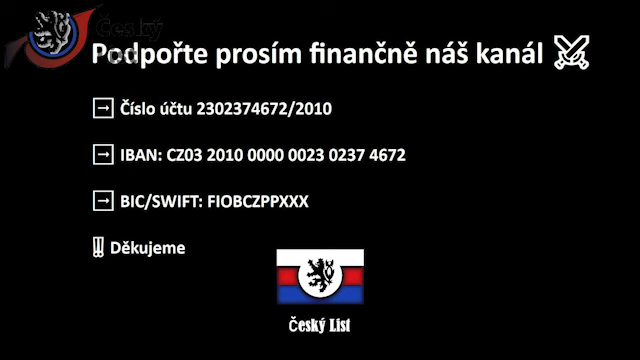 Český
List
Podpořte prosím finančně náš kanál
Číslo účtu 2302374672/2010
IBAN: CZ03 2010 0000 0023 0237 4672
BIC/SWIFT: FIOBCZPPXXX
Děkujeme
Český List